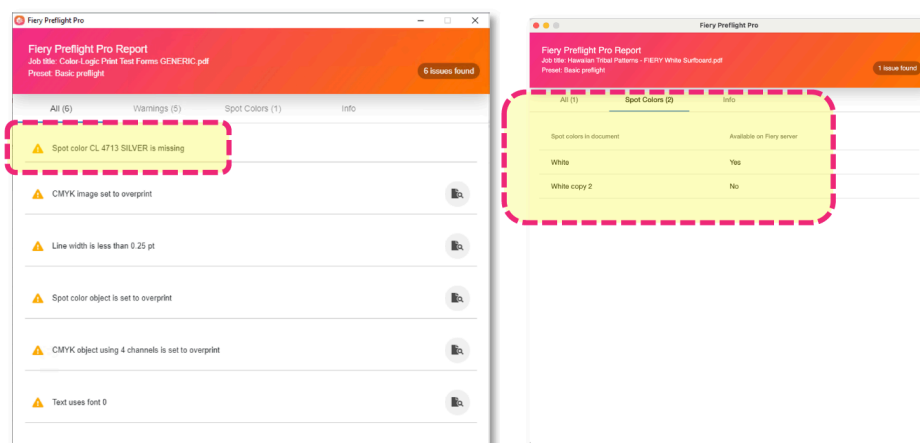 Fiery Preflight Pro
Fiery Preflight Pro Report
Job title: Color-Logic Print Test Forms GENERIC.pdf
Preset: Basic preflight
6 issues found
All (6) Warnings (5) Spot Colors (1) Info
Spot color CL 4713 SILVER is missing
CMYK image set to overprint
Line width is less than 0.25 pt
Spot color object is set to overprint
CMYK object using 4 channels is set to overprint
Text uses font 0
Fiery Preflight Pro
Fiery Preflight Pro Report
Job title: Hawaiian Tribal Patterns - FIERY White Surfboard.pdf
Preset: Basic preflight
1 issue found
All (1) Spot Colors (2) Info
Spot colors in document Available on Fiery server
White Yes
White copy 2 No